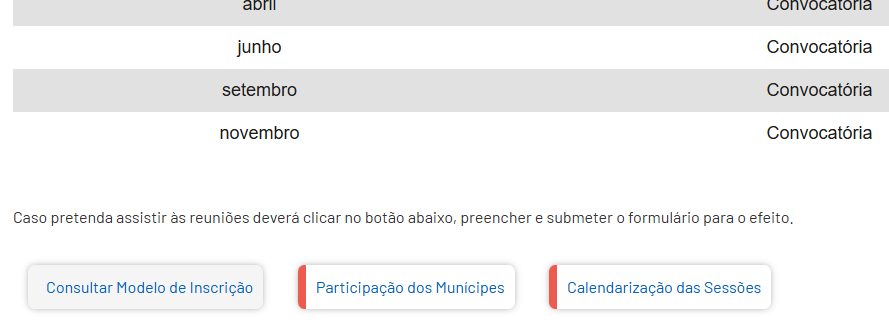 abril Convocatória
junho Convocatória
setembro Convocatória
novembro Convocatória
Caso pretenda assistir às reuniões deverá clicar no botão abaixo, preencher e submeter o formulário para o efeito.
Consultar Modelo de Inscrição Participação dos Munícipes Calendarização das Sessões